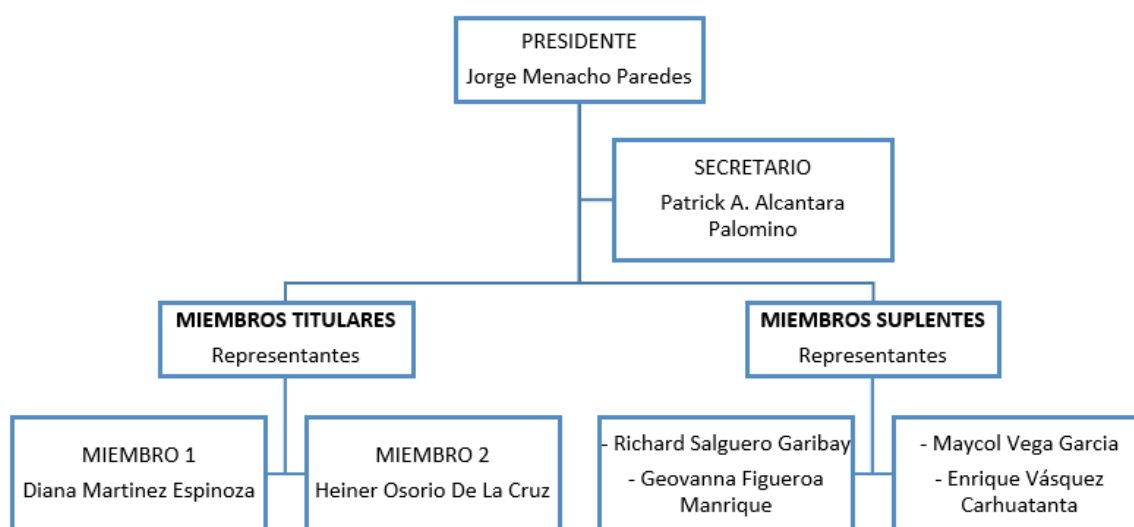 PRESIDENTE
Jorge Menacho Paredes
SECRETARIO
Patrick A. Alcantara
Palomino
MIEMBROS TITULARES
Representantes
MIEMBROS SUPLENTES
Representantes
MIEMBRO 1
Diana Martinez Espinoza
MIEMBRO 2
Heiner Osorio De La Cruz
- Richard Salguero Garibay
- Geovanna Figueroa
Manrique
- Maycol Vega Garcia
- Enrique Vásquez
Carhuatanta